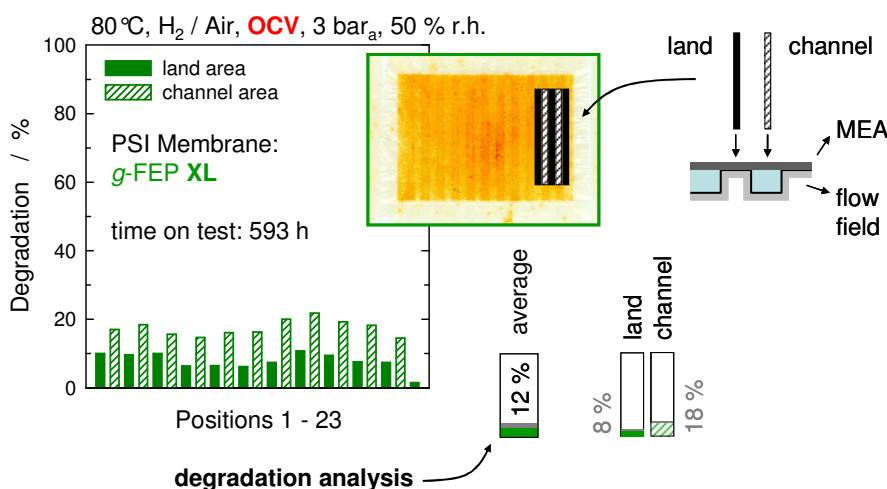 80°C, H₂ / Air, OCV, 3 barₐ, 50 % r.h.
100
80
60
40
20
0
Degradation / %
land area
channel area
PSI Membrane:
g-FEP XL
time on test: 593 h
Positions 1 - 23
land
channel
MEA
flow
field
average
12 %
land
channel
8 %
18 %
degradation analysis